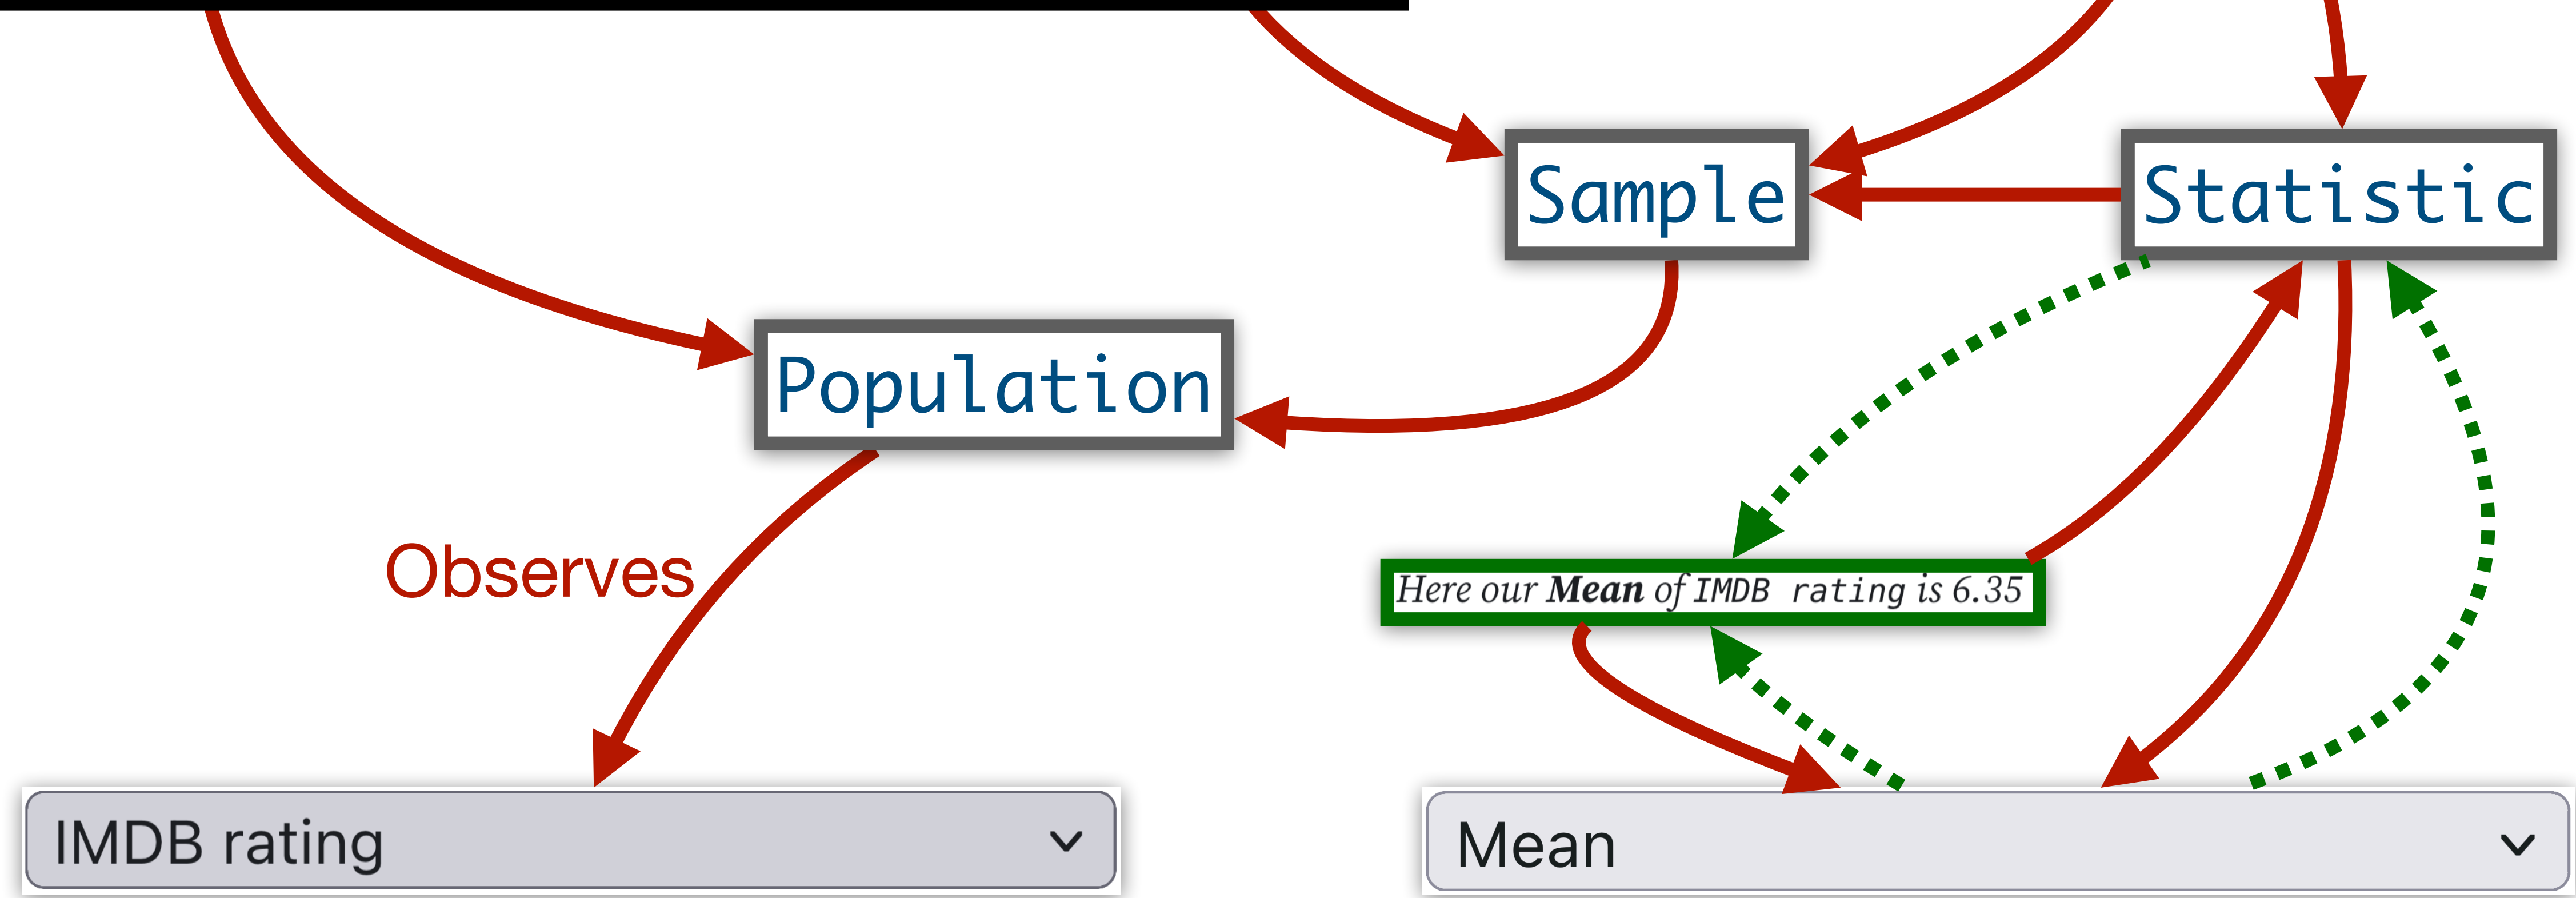 Sample
Statistic
Population
Observes
Here our Mean of IMDB rating is 6.35
IMDB rating
Mean